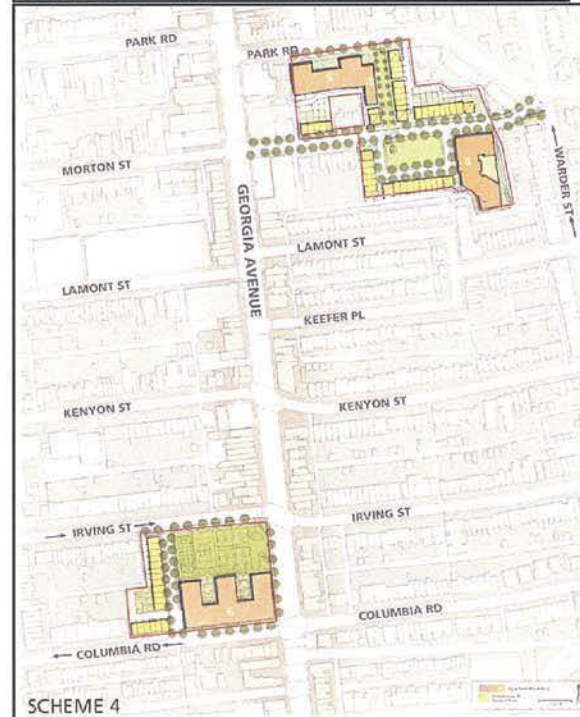 PARK RD
PARK RD
MORTON ST
WARDER ST
GEORGIA AVENUE
LAMONT ST
LAMONT ST
KEEFER PL
KENYON ST
KENYON ST
IRVING ST
IRVING ST
COLUMBIA RD
COLUMBIA RD
SCHEME 4